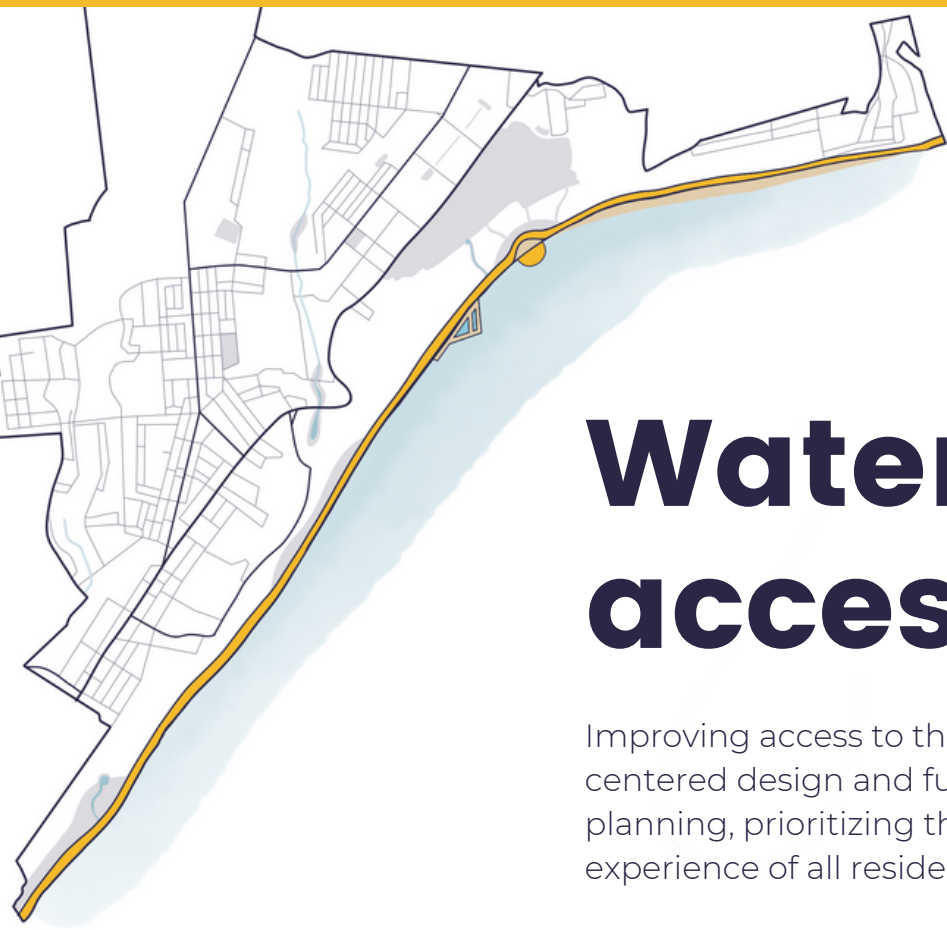 Water
acces
Improving access to th
centered design and fu
planning, prioritizing th
experience of all reside